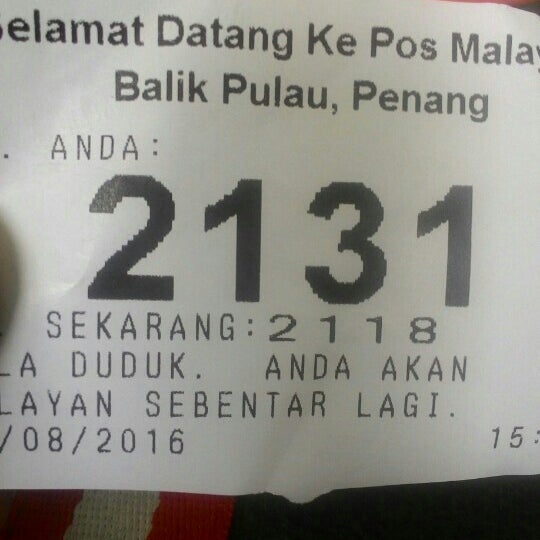 Selamat Datang Ke Pos Malay
Balik Pulau, Penang
. ANDA:
2131
SEKARANG:2118
LA DUDUK. ANDA AKAN
LAYAN SEBENTAR LAGI.
/08/2016 15: